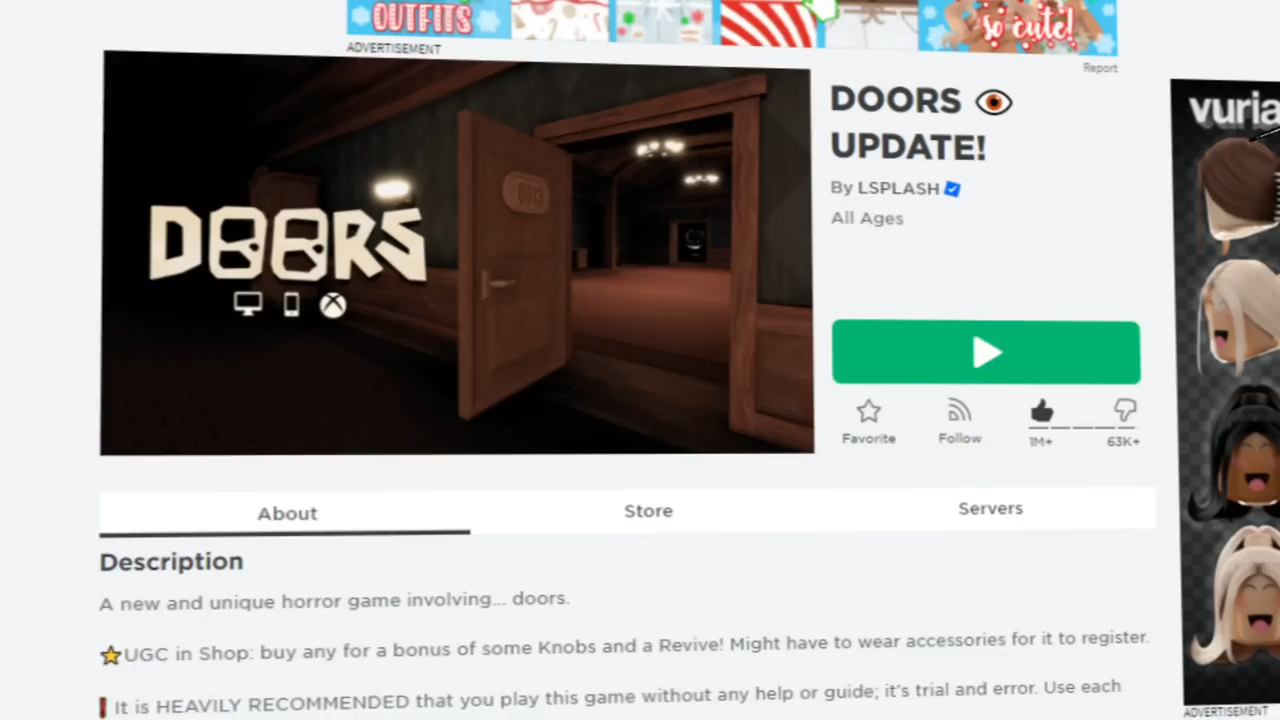 OUTFITS
so cute!
ADVERTISEMENT
Report
DOORS
0013
DOORS
UPDATE!
By LSPLASH
All Ages
Favorite
Follow
1M+
63K+
vuria
About
Store
Servers
Description
A new and unique horror game involving... doors.
UGC in Shop: buy any for a bonus of some Knobs and a Revive! Might have to wear accessories for it to register.
It is HEAVILY RECOMMENDED that you play this game without any help or guide; it's trial and error. Use each
ADVERTISEMENT